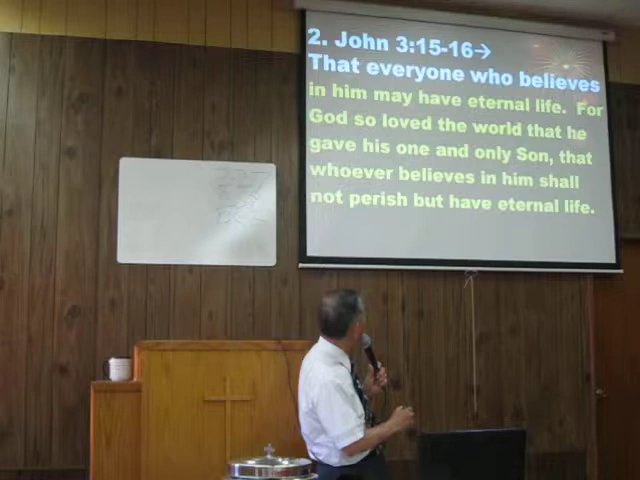 2. John 3:15-16→
That everyone who believes
in him may have eternal life. For
God so loved the world that he
gave his one and only Son, that
whoever believes in him shall
not perish but have eternal life.